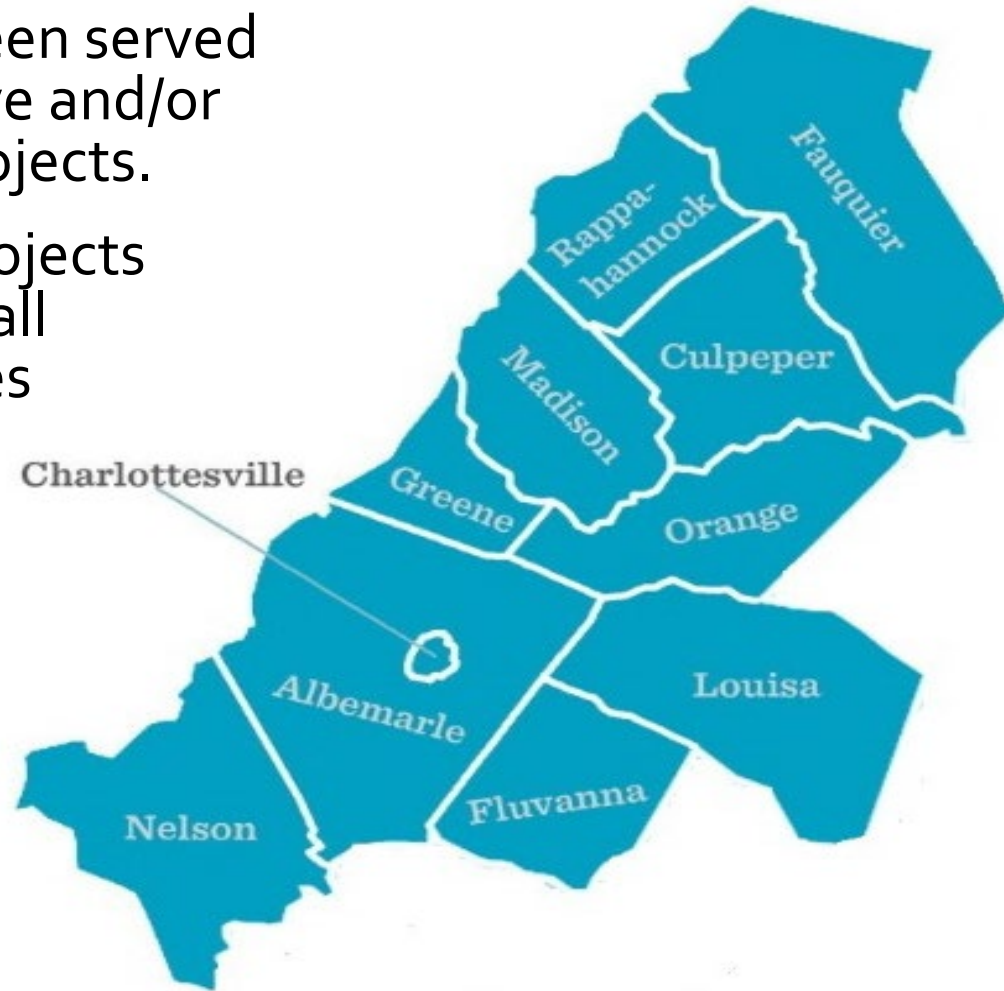 een served
e and/or
ojects.
ojects
all
es
Fauquier
Rappa-
hannock
Culpeper
Madison
Charlottesville
Greene
Orange
Albemarle
Louisa
Fluvanna
Nelson